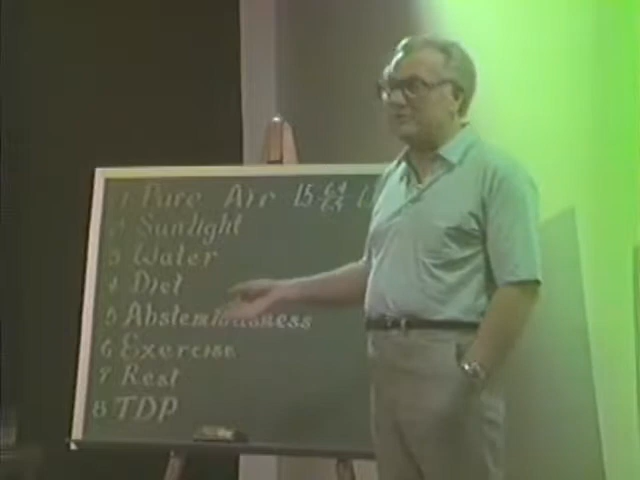 1 Pure Air
2 Sunlight
3 Water
4 Diet
5 Abstemiousness
6 Exercise
7 Rest
8 TDP